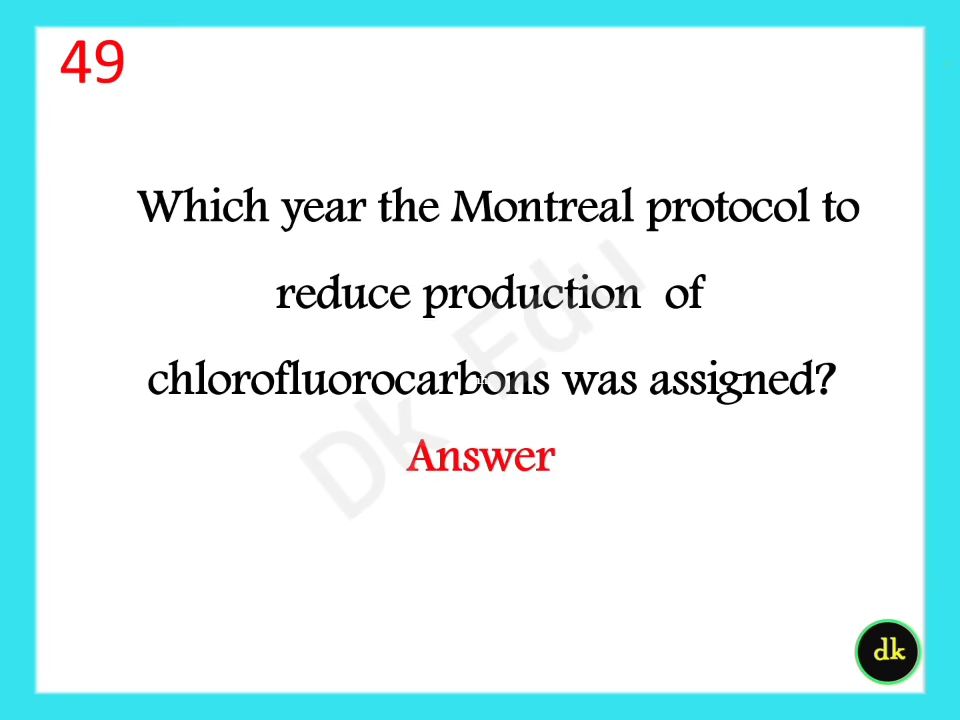 49
Which year the Montreal protocol to
reduce production of
chlorofluorocarbons was assigned?
Answer
Dk Edu
dk